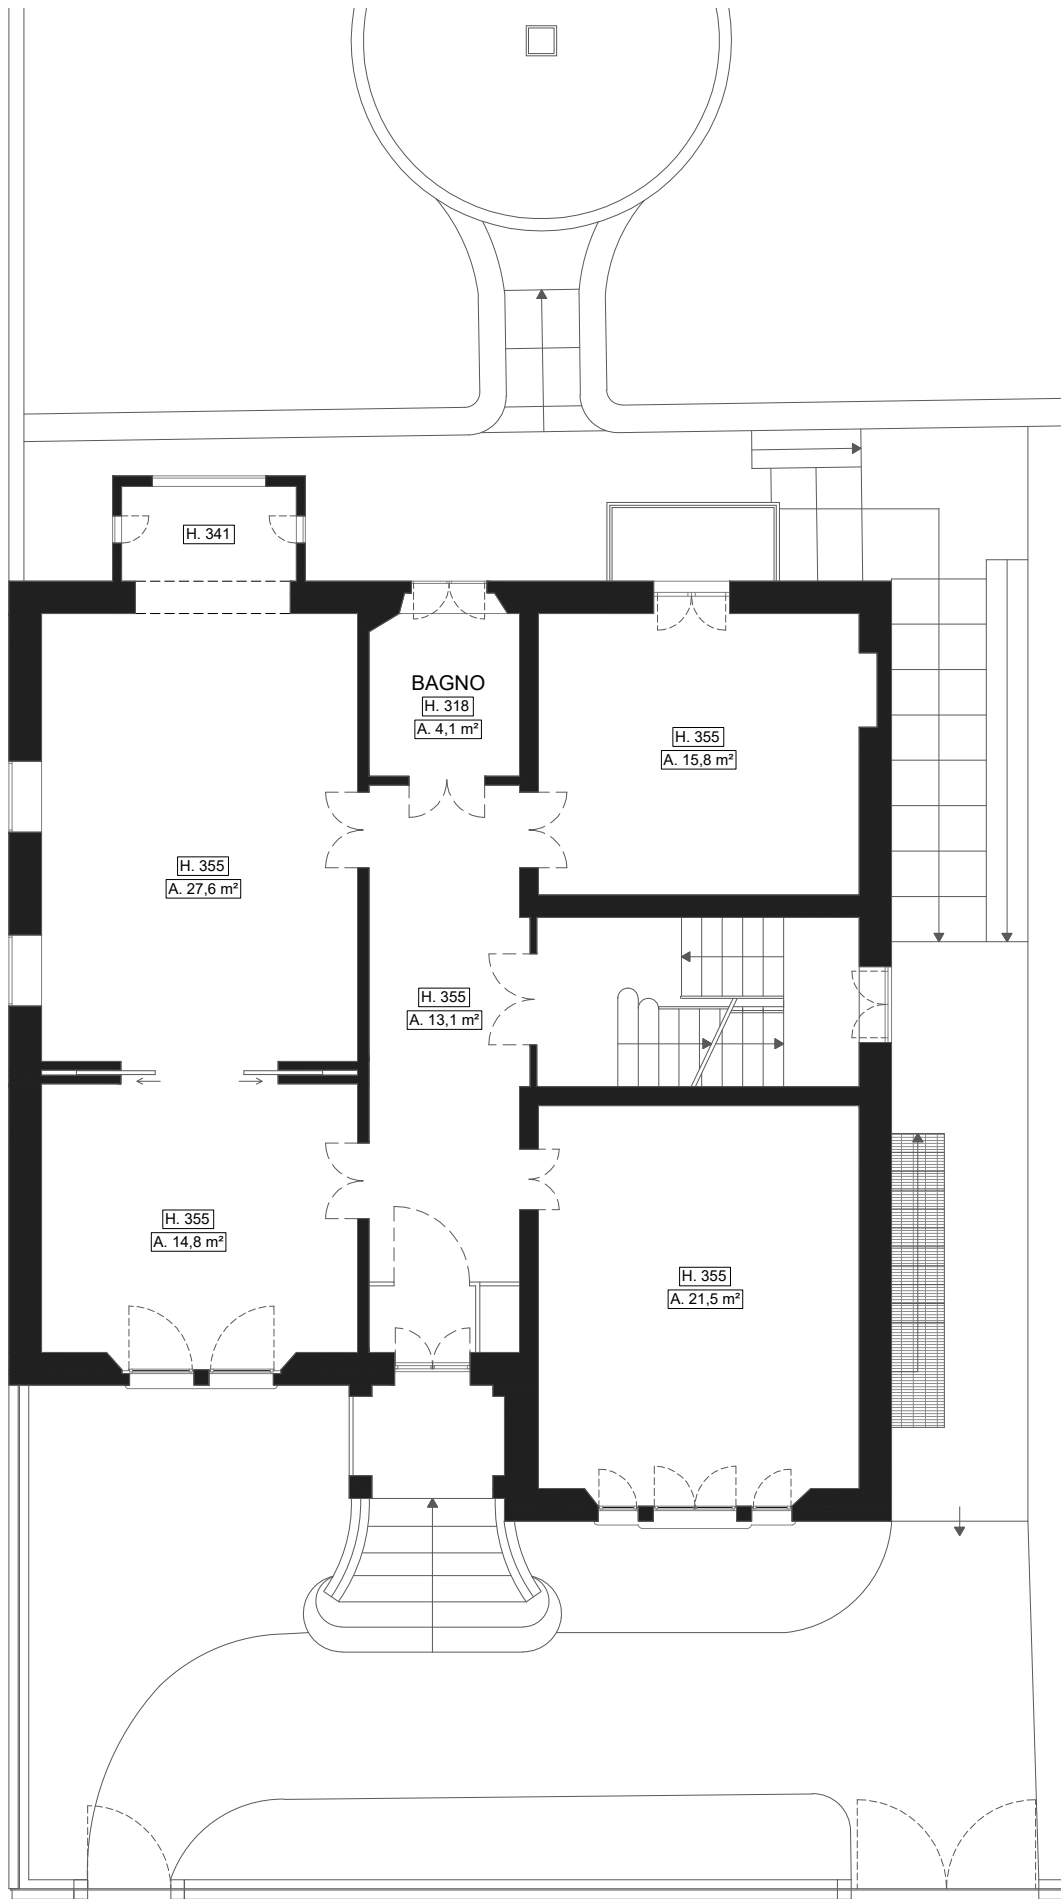 H. 341
BAGNO
H. 318
A. 4,1 m²
H. 355
A. 15,8 m²
H. 355
A. 27,6 m²
H. 355
A. 13,1 m²
H. 355
A. 14,8 m²
H. 355
A. 21,5 m²